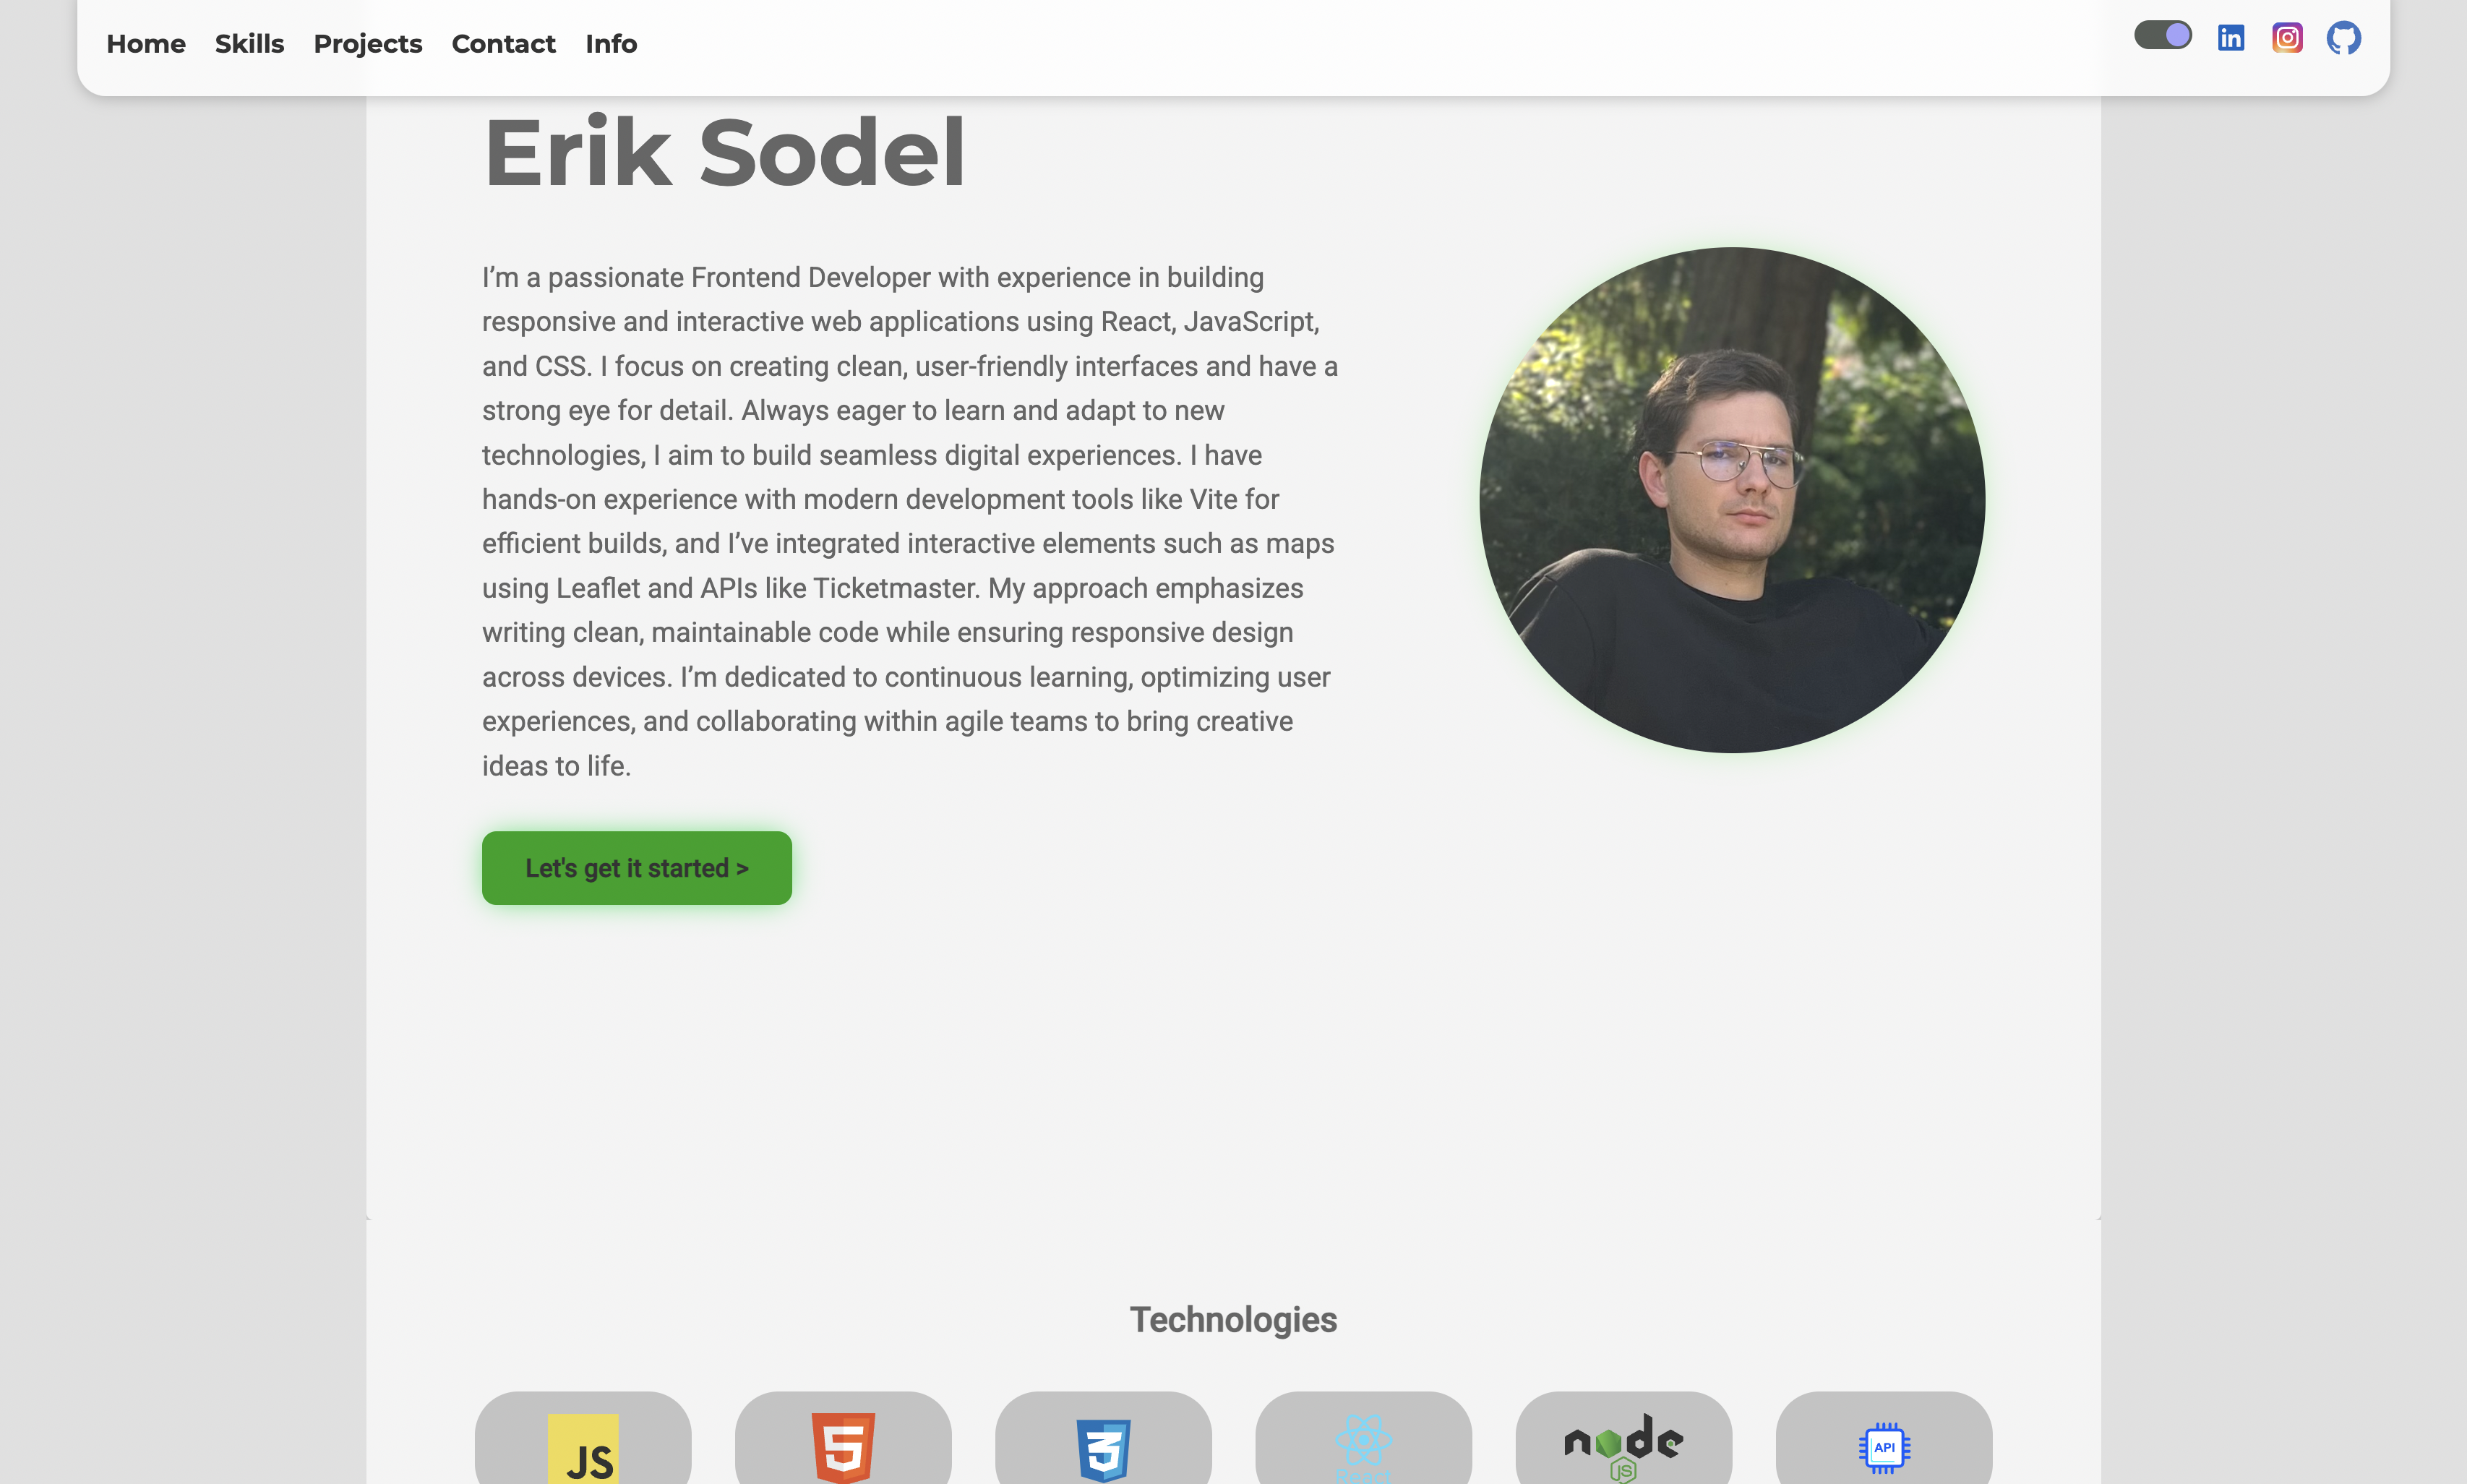 Home Skills Projects Contact Info
in
Erik Sodel
I’m a passionate Frontend Developer with experience in building
responsive and interactive web applications using React, JavaScript,
and CSS. I focus on creating clean, user-friendly interfaces and have a
strong eye for detail. Always eager to learn and adapt to new
technologies, I aim to build seamless digital experiences. I have
hands-on experience with modern development tools like Vite for
efficient builds, and I’ve integrated interactive elements such as maps
using Leaflet and APIs like Ticketmaster. My approach emphasizes
writing clean, maintainable code while ensuring responsive design
across devices. I’m dedicated to continuous learning, optimizing user
experiences, and collaborating within agile teams to bring creative
ideas to life.
Let's get it started >
Technologies
JS 5 3 React node JS API